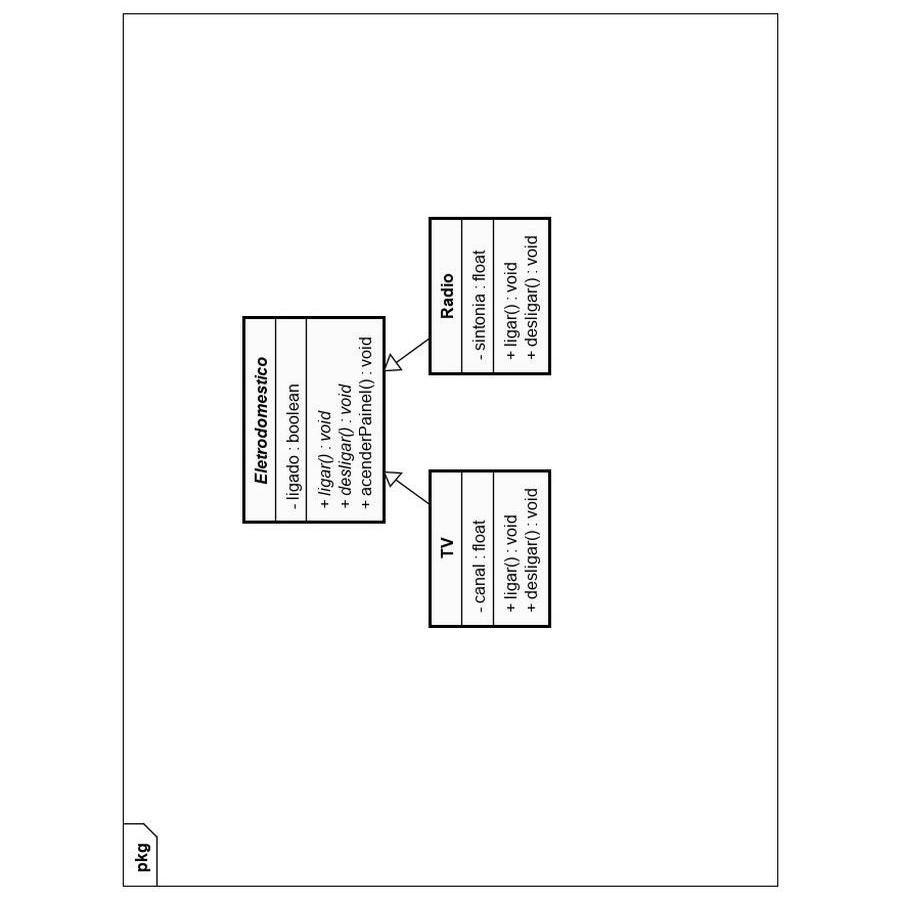 pkg
Eletrodomestico
- ligado : boolean
+ ligar() : void
+ desligar() : void
+ acenderPainel() : void
TV
- canal : float
+ ligar() : void
+ desligar() : void
Radio
- sintonia : float
+ ligar() : void
+ desligar() : void